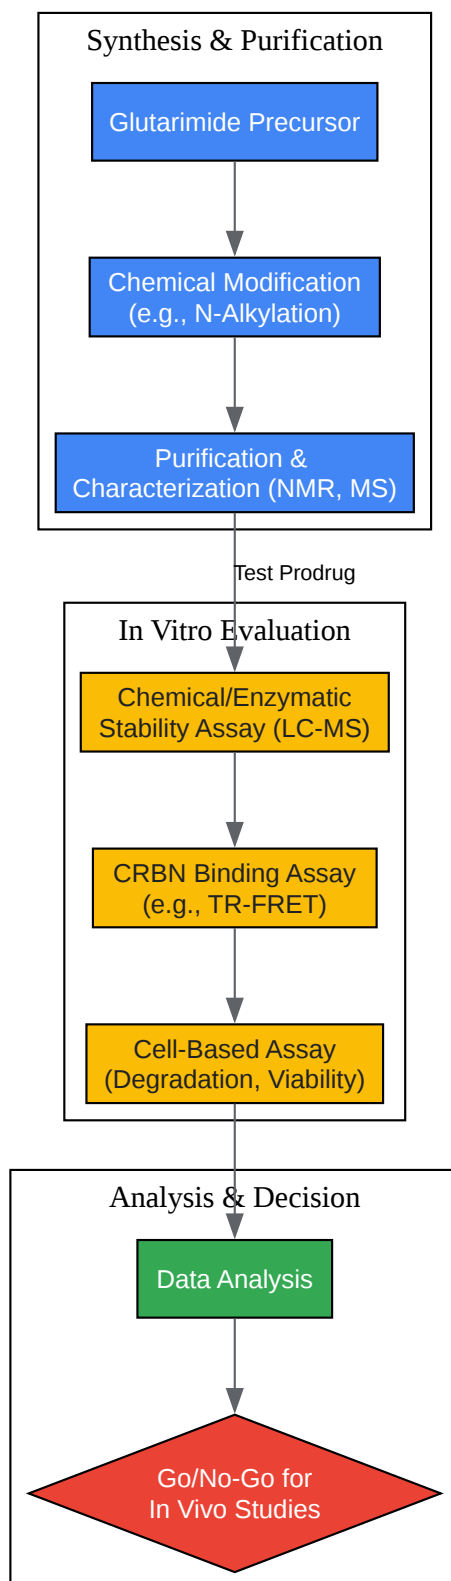 Synthesis & Purification
Glutarimide Precursor
Chemical Modification
(e.g., N-Alkylation)
Purification &
Characterization (NMR, MS)
Test Prodrug
In Vitro Evaluation
Chemical/Enzymatic
Stability Assay (LC-MS)
CRBN Binding Assay
(e.g., TR-FRET)
Cell-Based Assay
(Degradation, Viability)
Analysis & Decision
Data Analysis
Go/No-Go for
In Vivo Studies